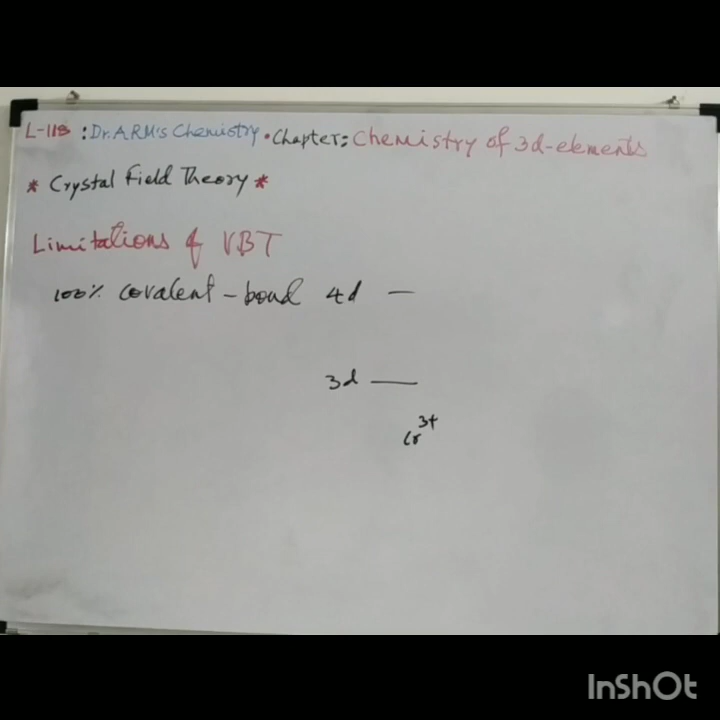 L-118 : Dr. ARM's Chemistry • Chapter: Chemistry of 3d-elements
* Crystal Field Theory *
Limitations of VBT
100% covalent - bond 4d —
3d —
Cr³⁺
InShOt